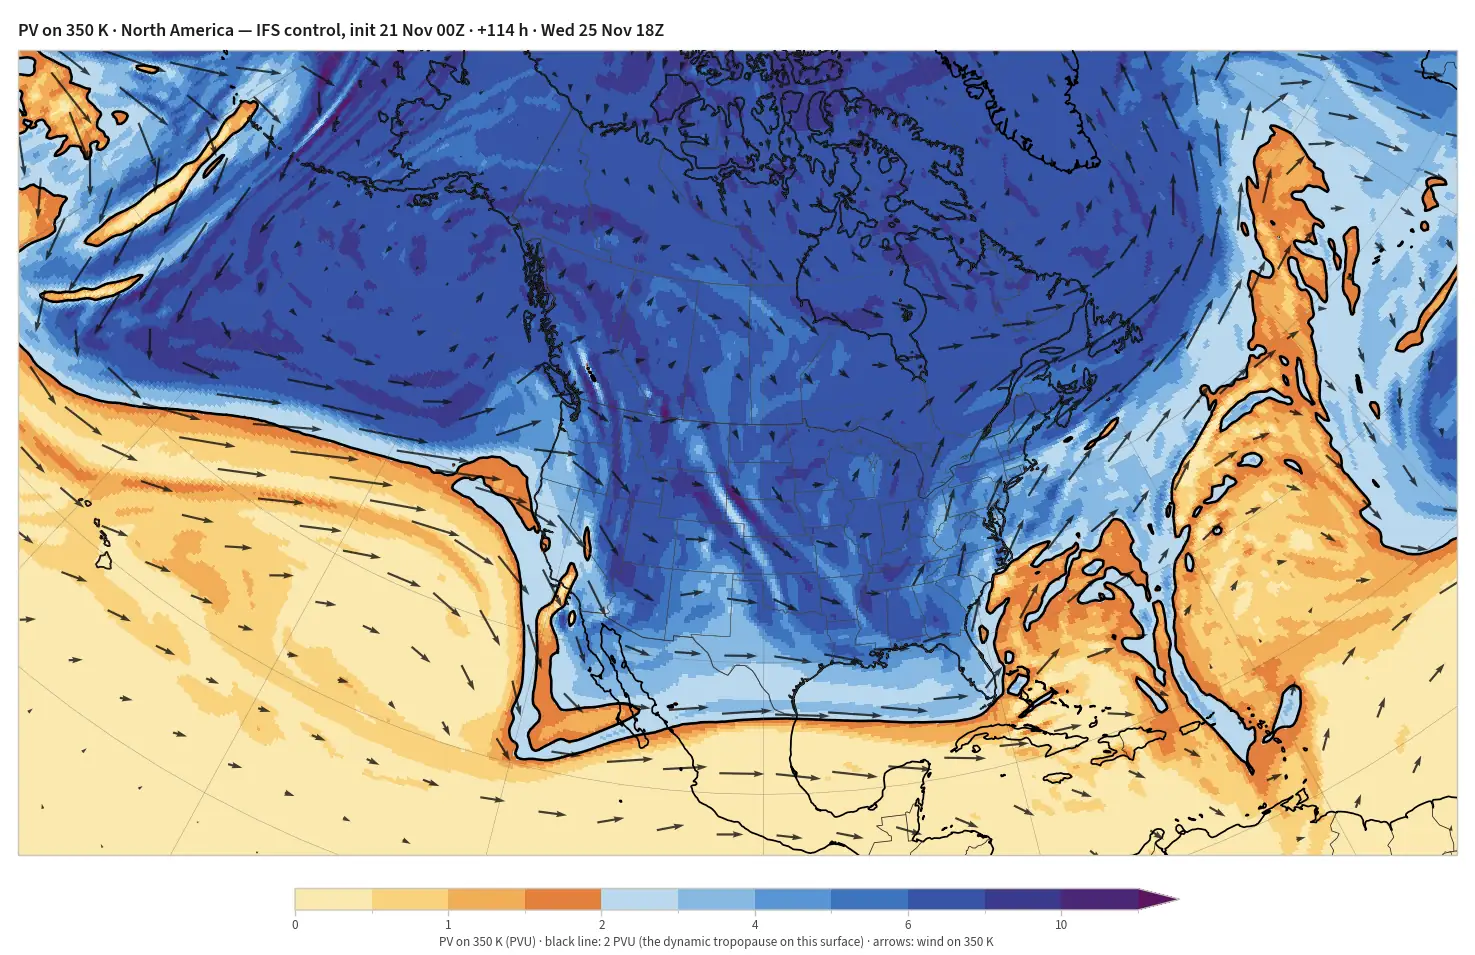 PV on 350 K · North America — IFS control, init 21 Nov 00Z · +114 h · Wed 25 Nov 18Z
0 1 2 4 6 10
PV on 350 K (PVU) · black line: 2 PVU (the dynamic tropopause on this surface) · arrows: wind on 350 K